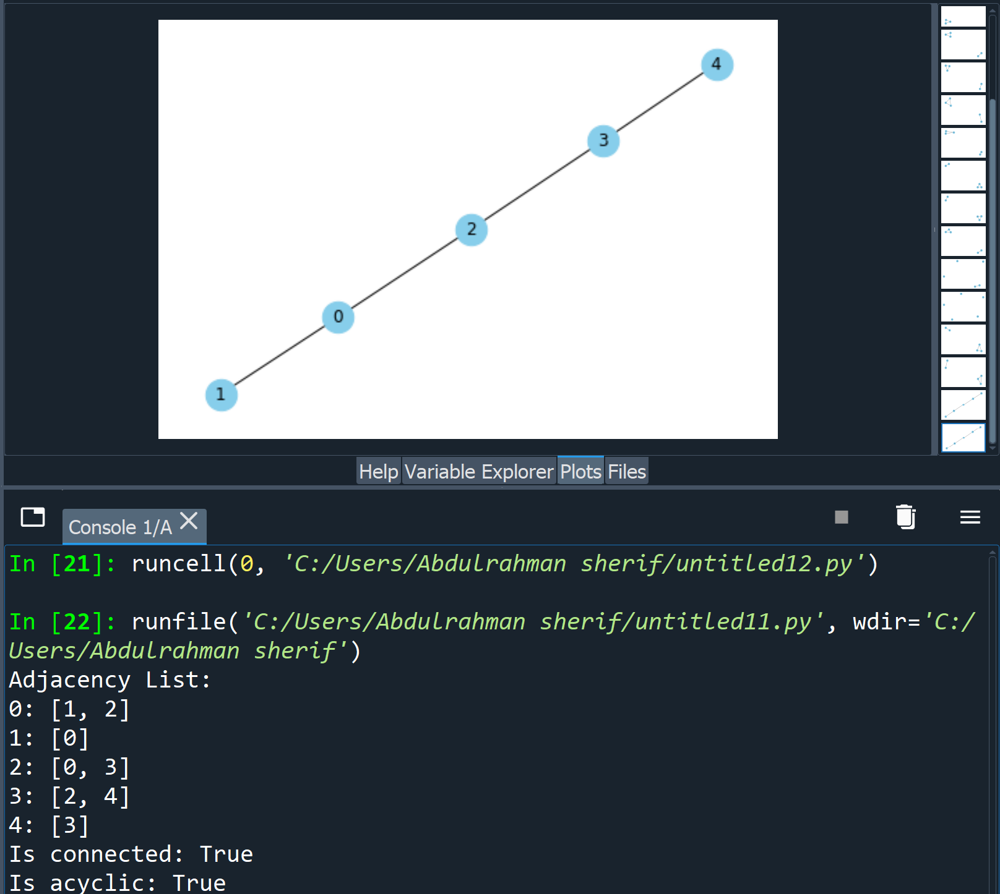 4
3
2
0
1
Help Variable Explorer Plots Files
Console 1/A
In [21]: runcell(0, 'C:/Users/Abdulrahman sherif/untitled12.py')
In [22]: runfile('C:/Users/Abdulrahman sherif/untitled11.py', wdir='C:/
Users/Abdulrahman sherif')
Adjacency List:
0: [1, 2]
1: [0]
2: [0, 3]
3: [2, 4]
4: [3]
Is connected: True
Is acyclic: True